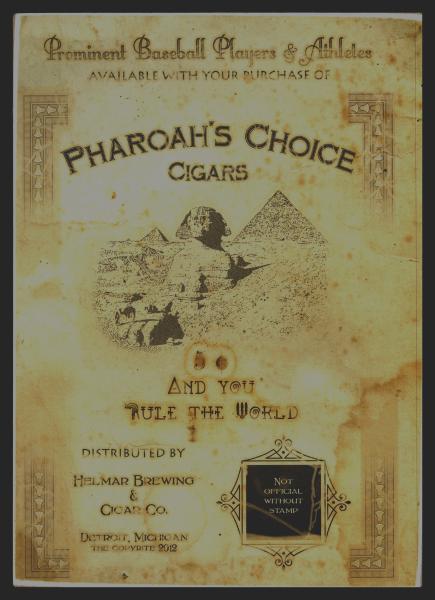 Prominent Baseball Players & Athletes
AVAILABLE WITH YOUR PURCHASE OF
PHAROAH'S CHOICE
CIGARS
5 ¢
AND YOU
RULE THE WORLD
DISTRIBUTED BY
HELMAR BREWING
&
CIGAR CO.
DETROIT, MICHIGAN
THE COPYRITE 2012
NOT
OFFICIAL
WITHOUT
STAMP